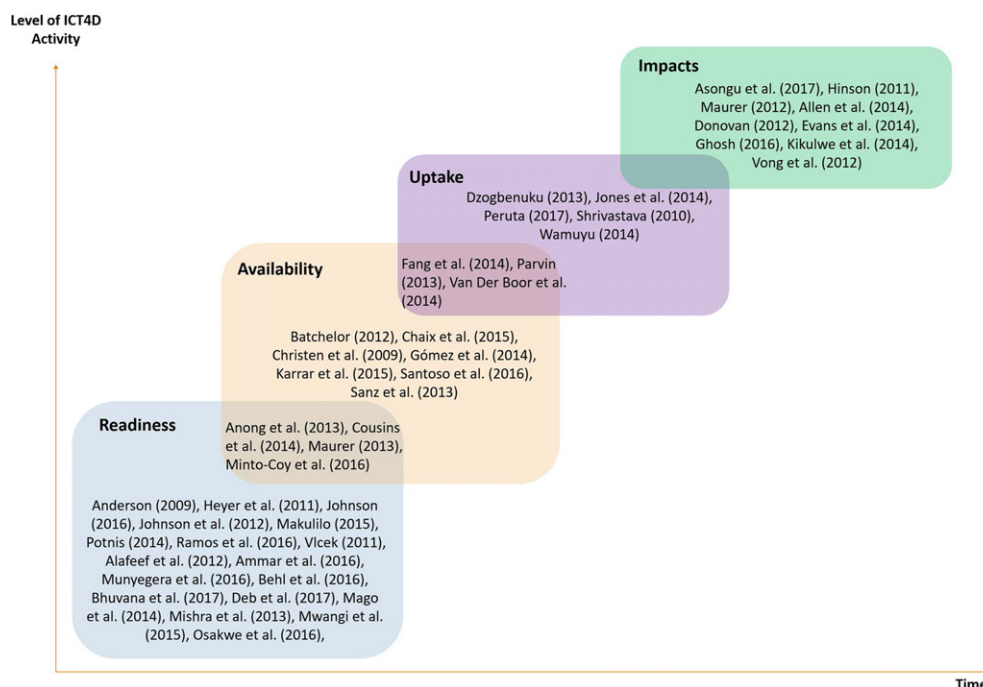 Level of ICT4D
Activity
Impacts
Asongu et al. (2017), Hinson (2011),
Maurer (2012), Allen et al. (2014),
Donovan (2012), Evans et al. (2014),
Ghosh (2016), Kikulwe et al. (2014),
Vong et al. (2012)
Uptake
Dzogbenuku (2013), Jones et al. (2014),
Peruta (2017), Shrivastava (2010),
Wamuyu (2014)
Availability
Fang et al. (2014), Parvin
(2013), Van Der Boor et al.
(2014)
Batchelor (2012), Chaix et al. (2015),
Christen et al. (2009), Gómez et al. (2014),
Karrar et al. (2015), Santoso et al. (2016),
Sanz et al. (2013)
Readiness
Anong et al. (2013), Cousins
et al. (2014), Maurer (2013),
Minto-Coy et al. (2016)
Anderson (2009), Heyer et al. (2011), Johnson
(2016), Johnson et al. (2012), Makulilo (2015),
Potnis (2014), Ramos et al. (2016), Vlcek (2011),
Alafeef et al. (2012), Ammar et al. (2016),
Munyegera et al. (2016), Behl et al. (2016),
Bhuvana et al. (2017), Deb et al. (2017), Mago
et al. (2014), Mishra et al. (2013), Mwangi et al.
(2015), Osakwe et al. (2016),
Time